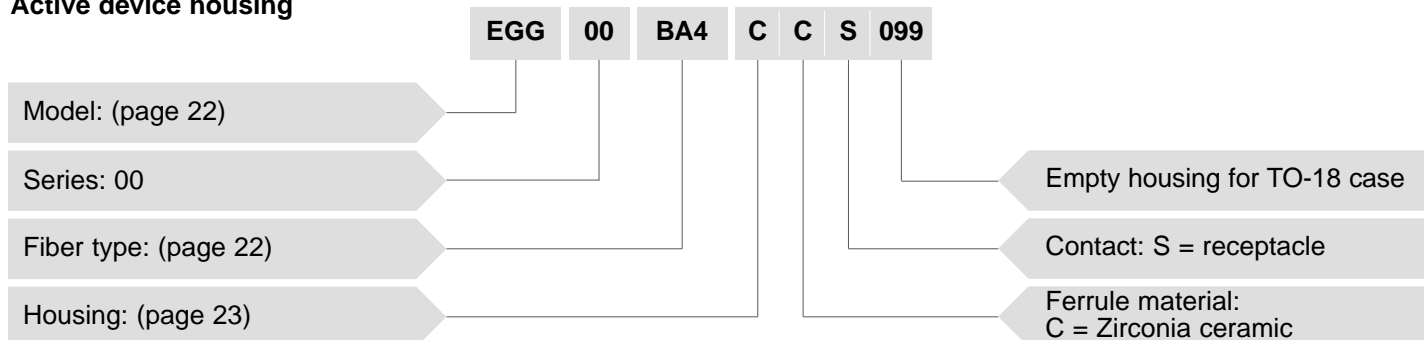 Active device housing
EGG 00 BA4 C C S 099
Model: (page 22)
Series: 00
Empty housing for TO-18 case
Fiber type: (page 22)
Contact: S = receptacle
Housing: (page 23)
Ferrule material:
C = Zirconia ceramic